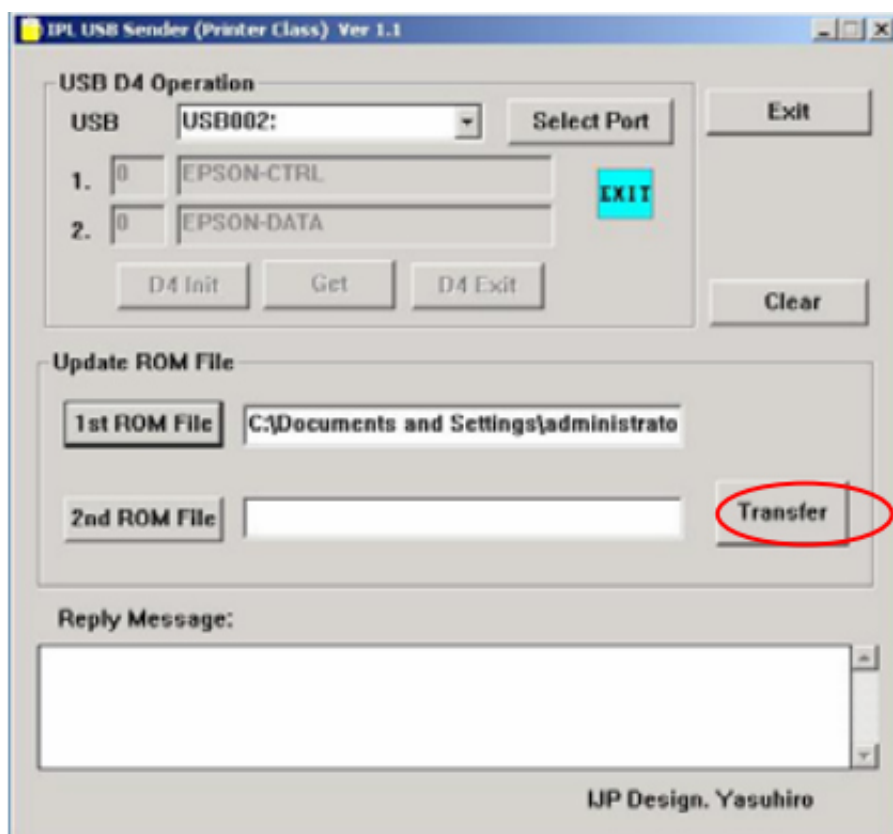 IPL USB Sender (Printer Class) Ver 1.1
USB D4 Operation
USB USB002: Select Port Exit
1. 0 EPSON-CTRL
EXIT
2. 0 EPSON-DATA
D4 Init Get D4 Exit
Clear
Update ROM File
1st ROM File C:\Documents and Settings\administrato
2nd ROM File Transfer
Reply Message:
IJP Design. Yasuhiro